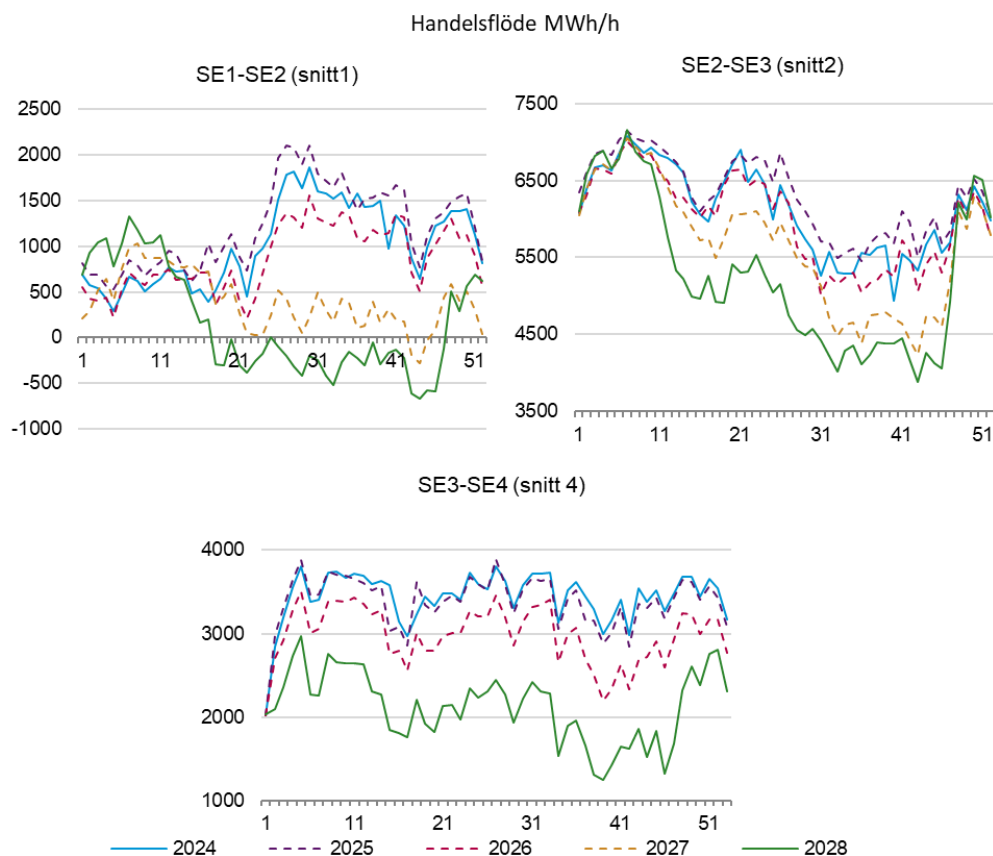 Handelsflöde MWh/h
SE1-SE2 (snitt1)
2500
2000
1500
1000
500
0
-500
-1000
1 11 21 31 41 51
SE2-SE3 (snitt2)
7500
6500
5500
4500
3500
1 11 21 31 41 51
SE3-SE4 (snitt 4)
4000
3000
2000
1000
1 11 21 31 41 51
2024 2025 2026 2027 2028